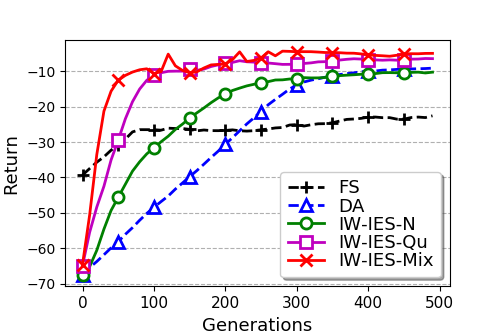 Return
−10
−20
−30
−40
−50
−60
−70
0
100
200
300
400
500
Generations
FS
DA
IW-IES-N
IW-IES-Qu
IW-IES-Mix